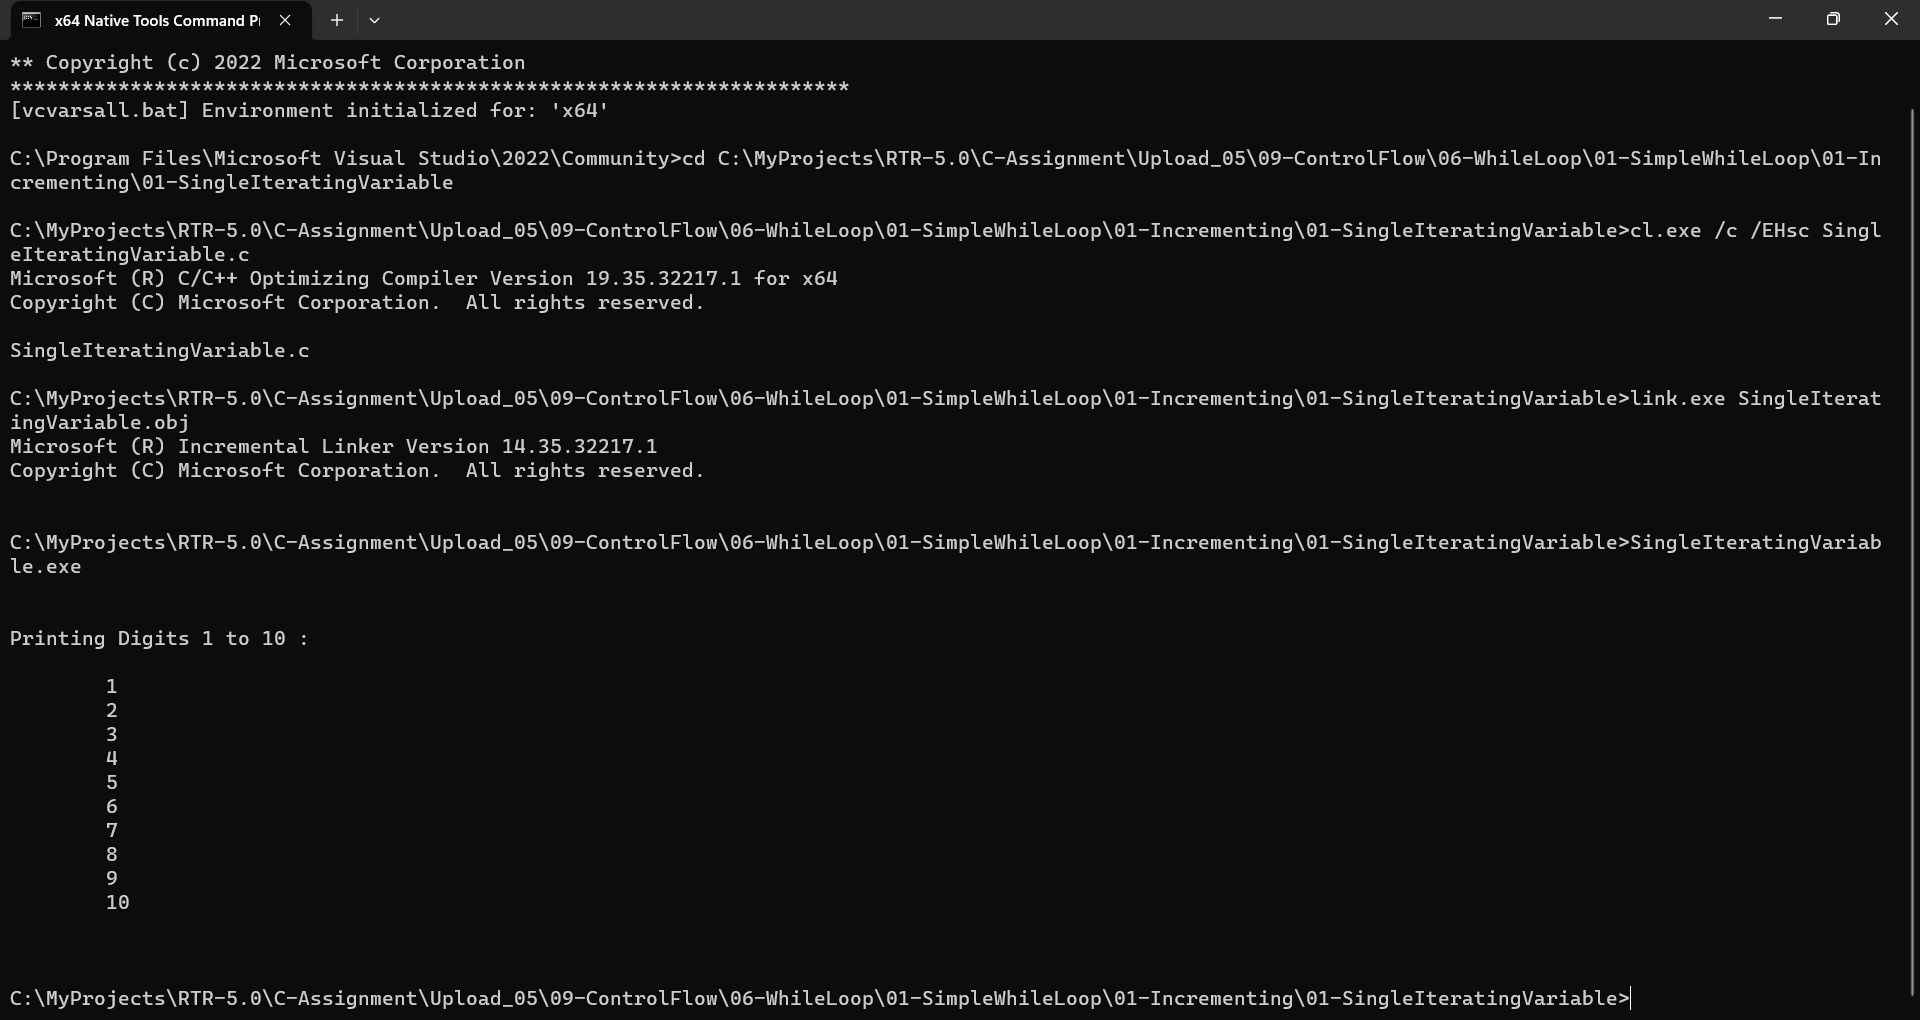 x64 Native Tools Command P
** Copyright (c) 2022 Microsoft Corporation
**********************************************************************
[vcvarsall.bat] Environment initialized for: 'x64'
C:\Program Files\Microsoft Visual Studio\2022\Community>cd C:\MyProjects\RTR-5.0\C-Assignment\Upload_05\09-ControlFlow\06-WhileLoop\01-SimpleWhileLoop\01-In
crementing\01-SingleIteratingVariable
C:\MyProjects\RTR-5.0\C-Assignment\Upload_05\09-ControlFlow\06-WhileLoop\01-SimpleWhileLoop\01-Incrementing\01-SingleIteratingVariable>cl.exe /c /EHsc Singl
eIteratingVariable.c
Microsoft (R) C/C++ Optimizing Compiler Version 19.35.32217.1 for x64
Copyright (C) Microsoft Corporation.  All rights reserved.
SingleIteratingVariable.c
C:\MyProjects\RTR-5.0\C-Assignment\Upload_05\09-ControlFlow\06-WhileLoop\01-SimpleWhileLoop\01-Incrementing\01-SingleIteratingVariable>link.exe SingleIterat
ingVariable.obj
Microsoft (R) Incremental Linker Version 14.35.32217.1
Copyright (C) Microsoft Corporation.  All rights reserved.
C:\MyProjects\RTR-5.0\C-Assignment\Upload_05\09-ControlFlow\06-WhileLoop\01-SimpleWhileLoop\01-Incrementing\01-SingleIteratingVariable>SingleIteratingVariab
le.exe
Printing Digits 1 to 10 :
1
2
3
4
5
6
7
8
9
10
C:\MyProjects\RTR-5.0\C-Assignment\Upload_05\09-ControlFlow\06-WhileLoop\01-SimpleWhileLoop\01-Incrementing\01-SingleIteratingVariable>